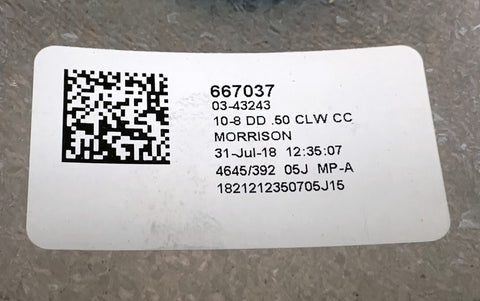 667037
03-43243
10-8 DD .50 CLW CC
MORRISON
31-Jul-18 12:35:07
4645/392 05J MP-A
1821212350705J15